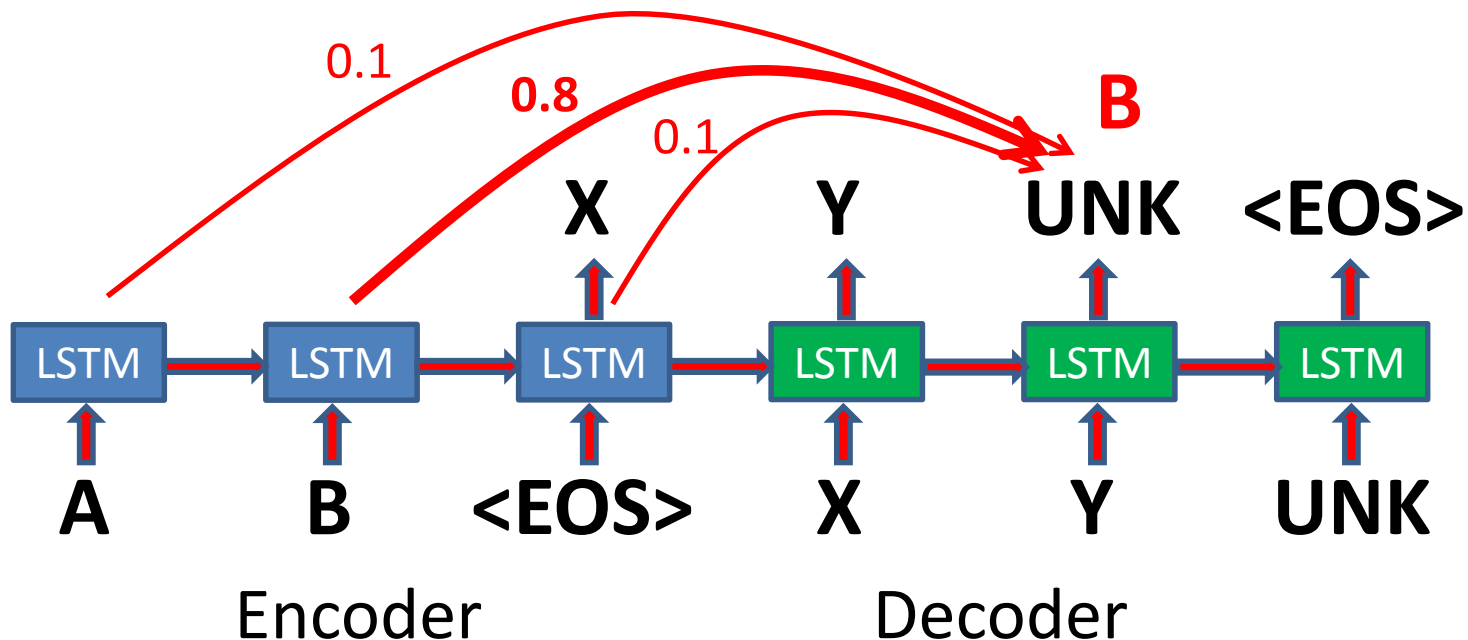 0.1
0.8
B
0.1
X Y UNK <EOS>
LSTM LSTM LSTM LSTM LSTM LSTM
A B <EOS> X Y UNK
Encoder Decoder